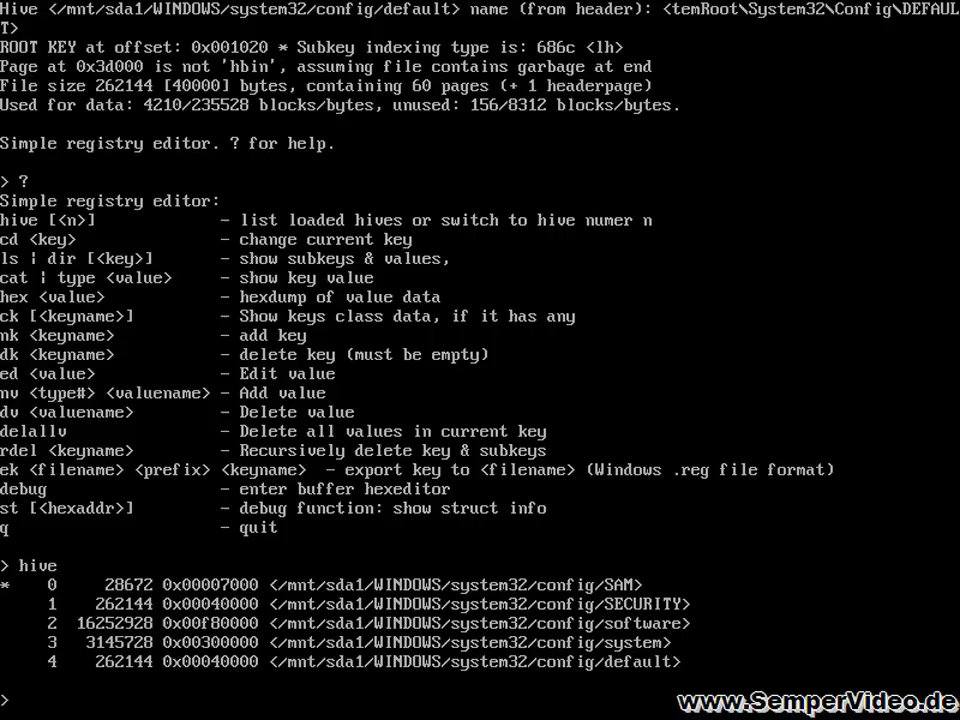 Hive </mnt/sda1/WINDOWS/system32/config/default> name (from header): <temRoot\System32\Config\DEFAUL
T>
ROOT KEY at offset: 0x001020 * Subkey indexing type is: 686c <lh>
Page at 0x3d000 is not 'hbin', assuming file contains garbage at end
File size 262144 [40000] bytes, containing 60 pages (+ 1 headerpage)
Used for data: 4210/235528 blocks/bytes, unused: 156/8312 blocks/bytes.

Simple registry editor. ? for help.

> ?
Simple registry editor:
hive [<n>] - list loaded hives or switch to hive numer n
cd <key> - change current key
ls | dir [<key>] - show subkeys & values,
cat | type <value> - show key value
hex <value> - hexdump of value data
ck [<keyname>] - Show keys class data, if it has any
nk <keyname> - add key
dk <keyname> - delete key (must be empty)
ed <value> - Edit value
nv <type#> <valuename> - Add value
dv <valuename> - Delete value
delallv - Delete all values in current key
rdel <keyname> - Recursively delete key & subkeys
ek <filename> <prefix> <keyname> - export key to <filename> (Windows .reg file format)
debug - enter buffer hexeditor
st [<hexaddr>] - debug function: show struct info
q - quit

> hive
* 0 28672 0x00007000 </mnt/sda1/WINDOWS/system32/config/SAM>
1 262144 0x00040000 </mnt/sda1/WINDOWS/system32/config/SECURITY>
2 16252928 0x00f80000 </mnt/sda1/WINDOWS/system32/config/software>
3 3145728 0x00300000 </mnt/sda1/WINDOWS/system32/config/system>
4 262144 0x00040000 </mnt/sda1/WINDOWS/system32/config/default>

>
www.SemperVideo.de